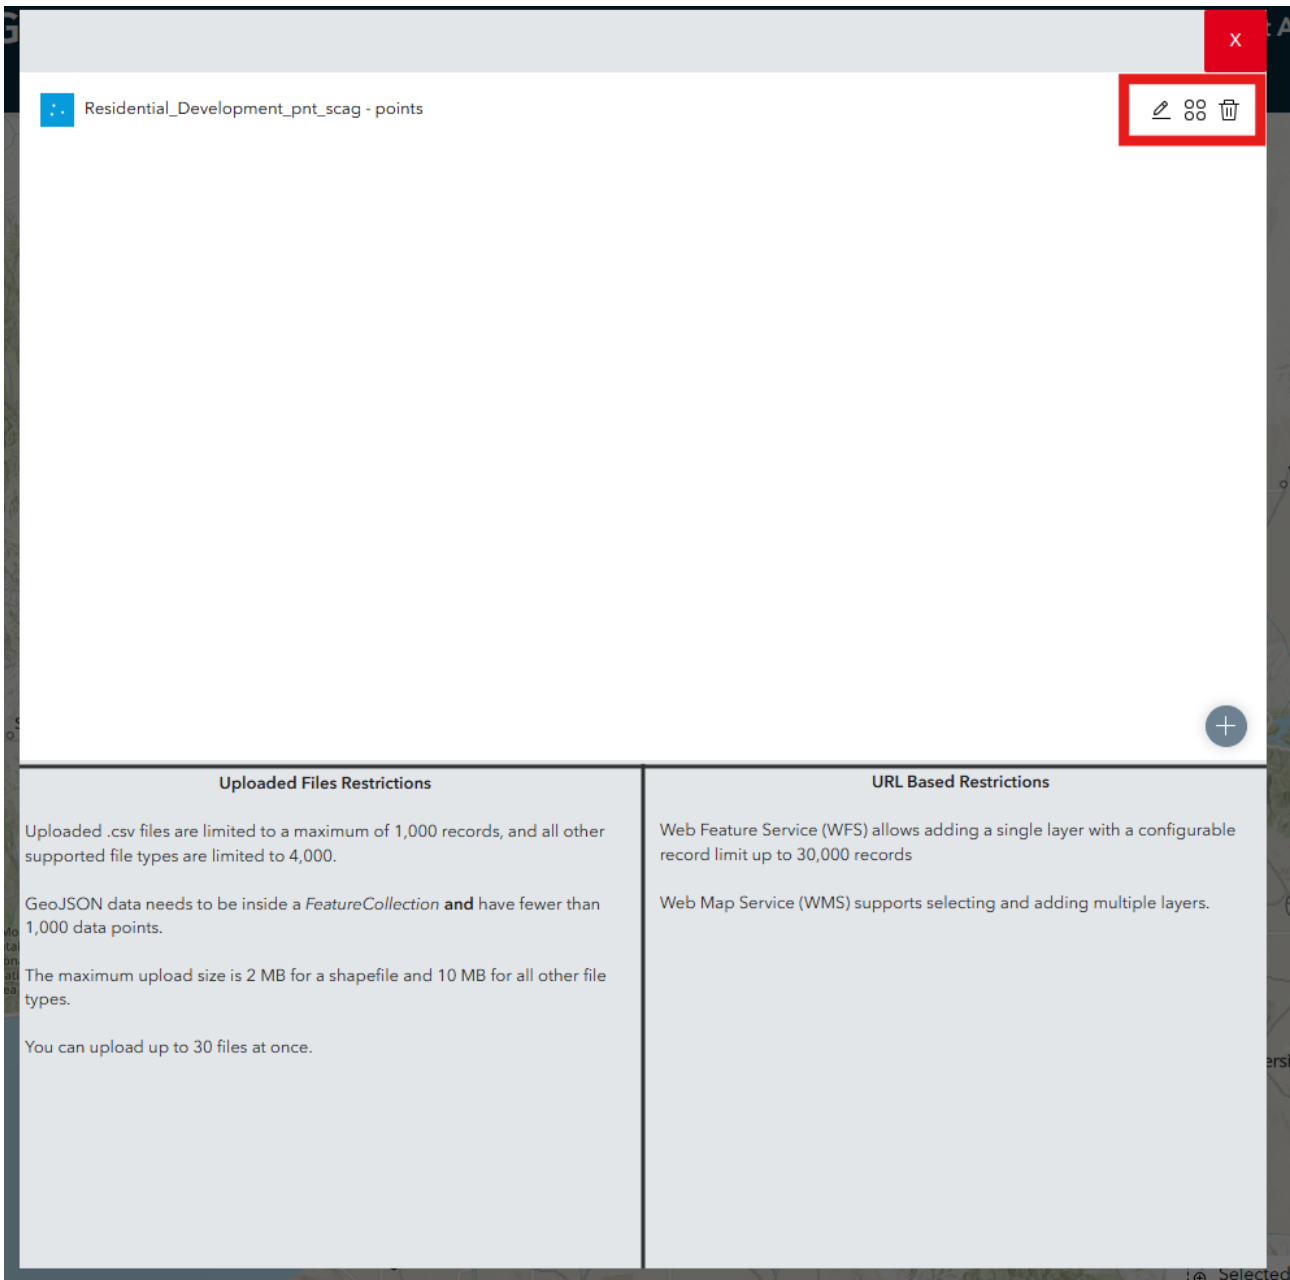 X
Residential_Development_pnt_scag - points
Uploaded Files Restrictions
Uploaded .csv files are limited to a maximum of 1,000 records, and all other
supported file types are limited to 4,000.
GeoJSON data needs to be inside a FeatureCollection and have fewer than
1,000 data points.
The maximum upload size is 2 MB for a shapefile and 10 MB for all other file
types.
You can upload up to 30 files at once.
URL Based Restrictions
Web Feature Service (WFS) allows adding a single layer with a configurable
record limit up to 30,000 records
Web Map Service (WMS) supports selecting and adding multiple layers.
Selected